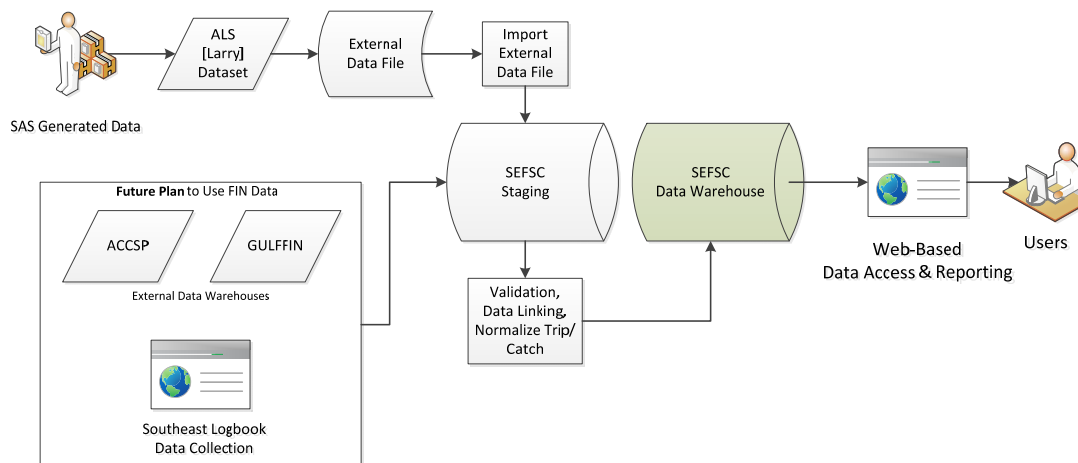 ALS
[Larry]
Dataset
External
Data File
Import
External
Data File
SAS Generated Data
SEFSC
Staging
SEFSC
Data Warehouse
Future Plan to Use FIN Data
ACCSP
GULFFIN
External Data Warehouses
Southeast Logbook
Data Collection
Validation,
Data Linking,
Normalize Trip/
Catch
Web-Based
Data Access & Reporting
Users